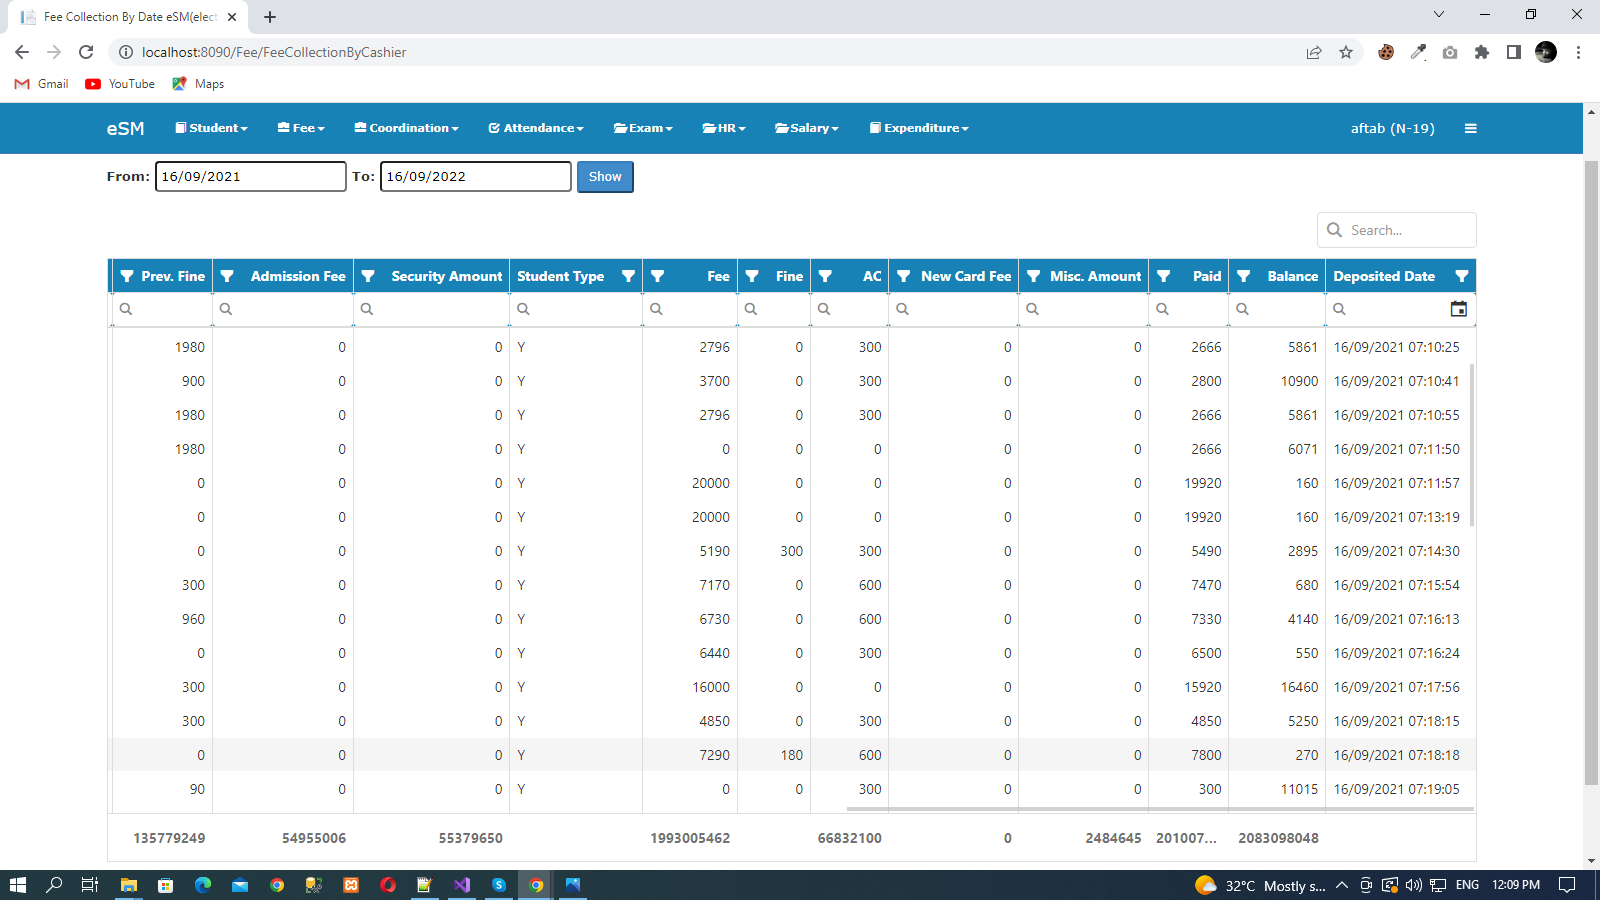 Fee Collection By Date eSM(elect
localhost:8090/Fee/FeeCollectionByCashier
Gmail YouTube Maps
eSM Student Fee Coordination Attendance Exam HR Salary Expenditure aftab (N-19)
From: 16/09/2021 To: 16/09/2022 Show
Search...
Prev. Fine Admission Fee Security Amount Student Type Fee Fine AC New Card Fee Misc. Amount Paid Balance Deposited Date
1980 0 0 Y 2796 0 300 0 0 2666 5861 16/09/2021 07:10:25
900 0 0 Y 3700 0 300 0 0 2800 10900 16/09/2021 07:10:41
1980 0 0 Y 2796 0 300 0 0 2666 5861 16/09/2021 07:10:55
1980 0 0 Y 0 0 0 0 0 2666 6071 16/09/2021 07:11:50
0 0 0 Y 20000 0 0 0 0 19920 160 16/09/2021 07:11:57
0 0 0 Y 20000 0 0 0 0 19920 160 16/09/2021 07:13:19
0 0 0 Y 5190 300 300 0 0 5490 2895 16/09/2021 07:14:30
300 0 0 Y 7170 0 600 0 0 7470 680 16/09/2021 07:15:54
960 0 0 Y 6730 0 600 0 0 7330 4140 16/09/2021 07:16:13
0 0 0 Y 6440 0 300 0 0 6500 550 16/09/2021 07:16:24
300 0 0 Y 16000 0 0 0 0 15920 16460 16/09/2021 07:17:56
300 0 0 Y 4850 0 300 0 0 4850 5250 16/09/2021 07:18:15
0 0 0 Y 7290 180 600 0 0 7800 270 16/09/2021 07:18:18
90 0 0 Y 0 0 300 0 0 300 11015 16/09/2021 07:19:05
135779249 54955006 55379650 1993005462 66832100 0 2484645 201007... 2083098048
32°C Mostly s... ENG 12:09 PM